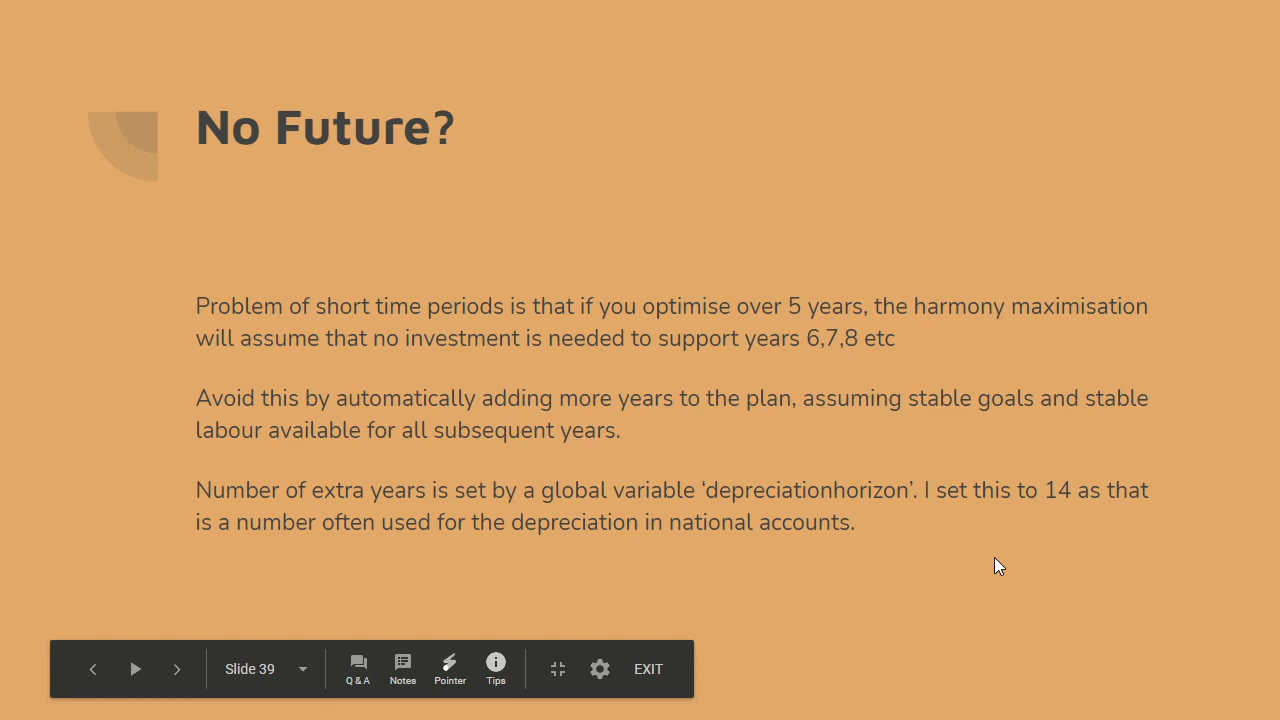 No Future?
Problem of short time periods is that if you optimise over 5 years, the harmony maximisation
will assume that no investment is needed to support years 6,7,8 etc
Avoid this by automatically adding more years to the plan, assuming stable goals and stable
labour available for all subsequent years.
Number of extra years is set by a global variable ‘depreciationhorizon’. I set this to 14 as that
is a number often used for the depreciation in national accounts.
Slide 39
Q & A
Notes
Pointer
Tips
EXIT